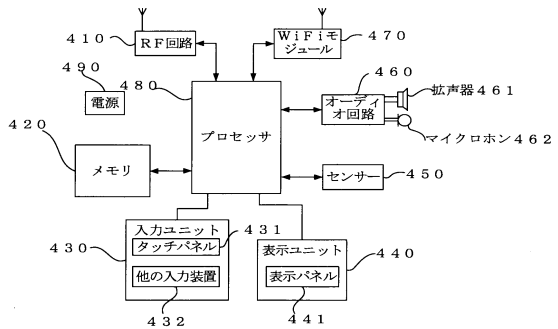 410
RF回路
WiFiモ
ジュール
470
490
電源
480
460
オーディ
オ回路
拡声器461
マイクロホン462
420
プロセッサ
メモリ
センサー
450
入力ユニット
431
タッチパネル
430
他の入力装置
432
表示ユニット
440
表示パネル
441